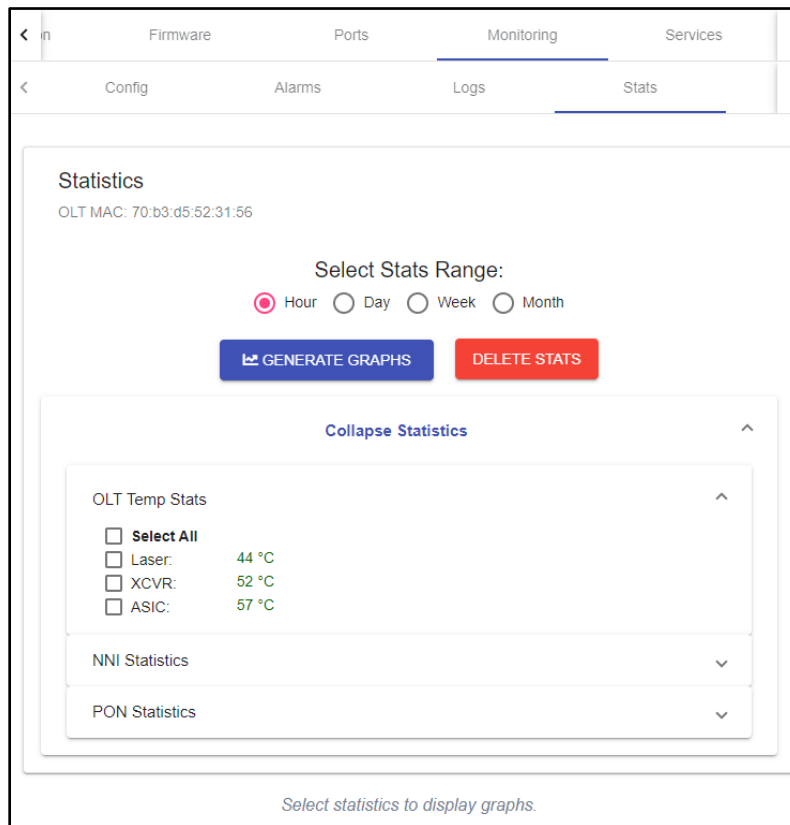 Firmware Ports Monitoring Services
Config Alarms Logs Stats
Statistics
OLT MAC: 70:b3:d5:52:31:56
Select Stats Range:
Hour Day Week Month
GENERATE GRAPHS DELETE STATS
Collapse Statistics
OLT Temp Stats
Select All
Laser: 44 °C
XCVR: 52 °C
ASIC: 57 °C
NNI Statistics
PON Statistics
Select statistics to display graphs.